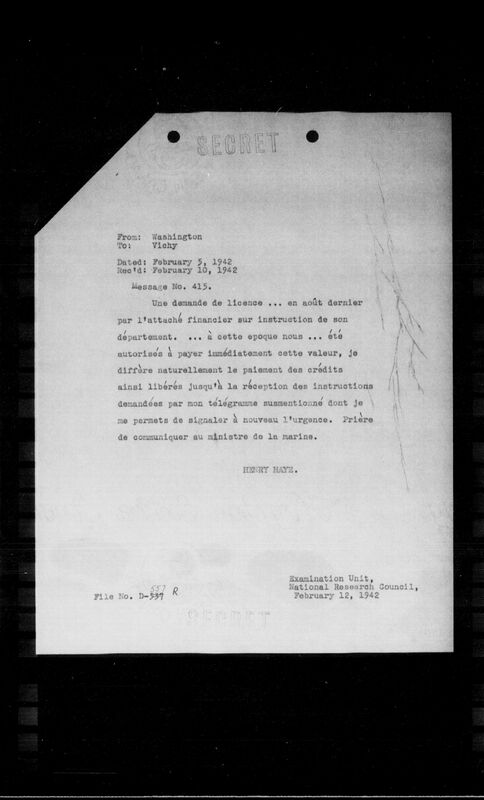 SECRET
From: Washington
To: Vichy
Dated: February 5, 1942
Rec'd: February 10, 1942
Message No. 415.
Une demande de licence ... en août dernier
par l'attaché financier sur instruction de son
département. ... à cette epoque nous ... été
autorisés à payer immédiatement cette valeur, je
diffère naturellement le paiement des crédits
ainsi libérés jusqu'à la réception des instructions
demandées par mon télégramme susmentionné dont je
me permets de signaler à nouveau l'urgence. Prière
de communiquer au ministre de la marine.
HENRY HAYE.
Examination Unit,
National Research Council,
February 12, 1942
557 R
File No. D-337
SECRET